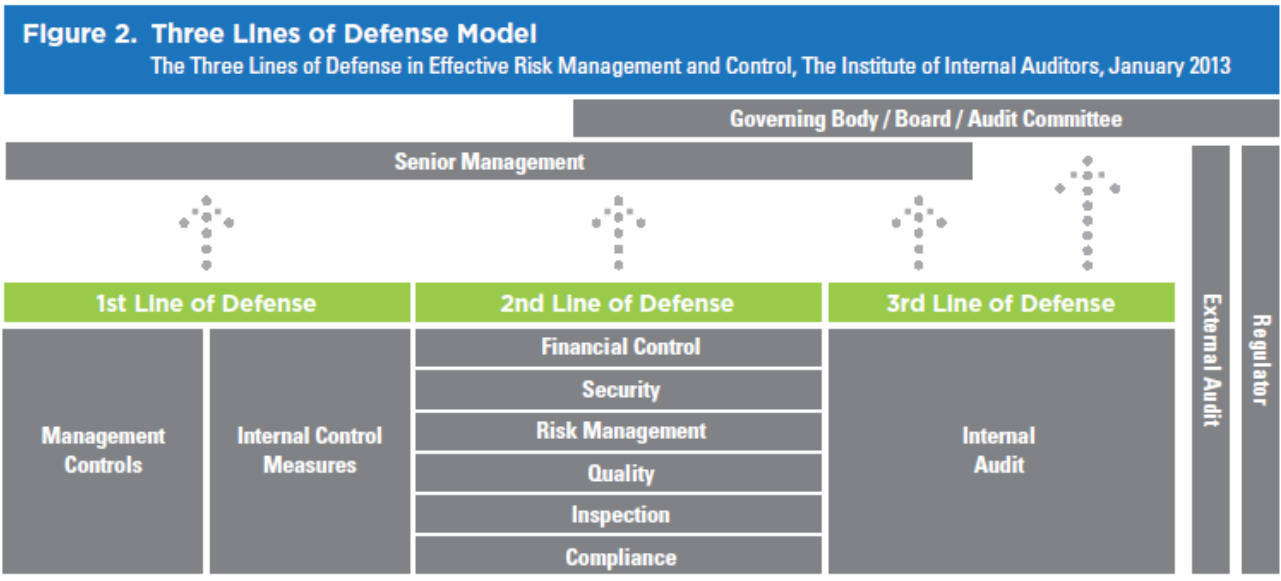 Figure 2. Three Lines of Defense Model
The Three Lines of Defense in Effective Risk Management and Control, The Institute of Internal Auditors, January 2013
Governing Body / Board / Audit Committee
Senior Management
1st Line of Defense
2nd Line of Defense
3rd Line of Defense
Management
Controls
Internal Control
Measures
Financial Control
Security
Risk Management
Quality
Inspection
Compliance
Internal
Audit
External Audit
Regulator